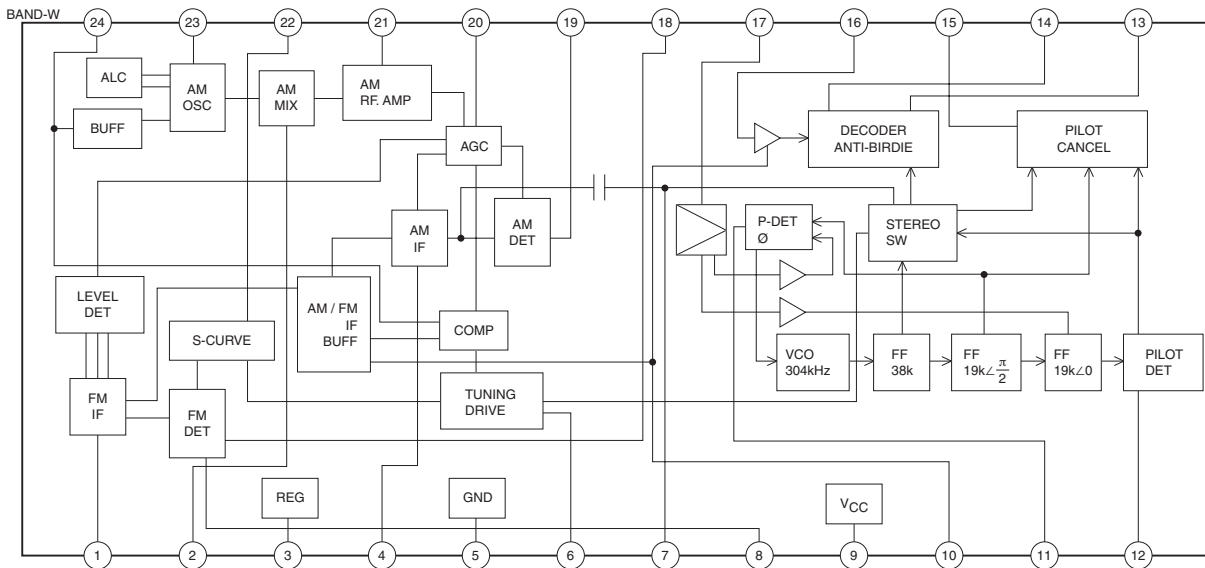 BAND-W
24 23 22 21 20 19 18 17 16 15 14 13
ALC
AM
OSC
AM
MIX
AM
RF. AMP
BUFF
AGC
DECODER
ANTI-BIRDIE
PILOT
CANCEL
AM
IF
AM
DET
P-DET
Ø
STEREO
SW
LEVEL
DET
S-CURVE
AM / FM
IF
BUFF
COMP
VCO
304kHz
FF
38k
FF
19k∠π/2
FF
19k∠0
PILOT
DET
FM
IF
FM
DET
TUNING
DRIVE
REG
GND
VCC
1 2 3 4 5 6 7 8 9 10 11 12